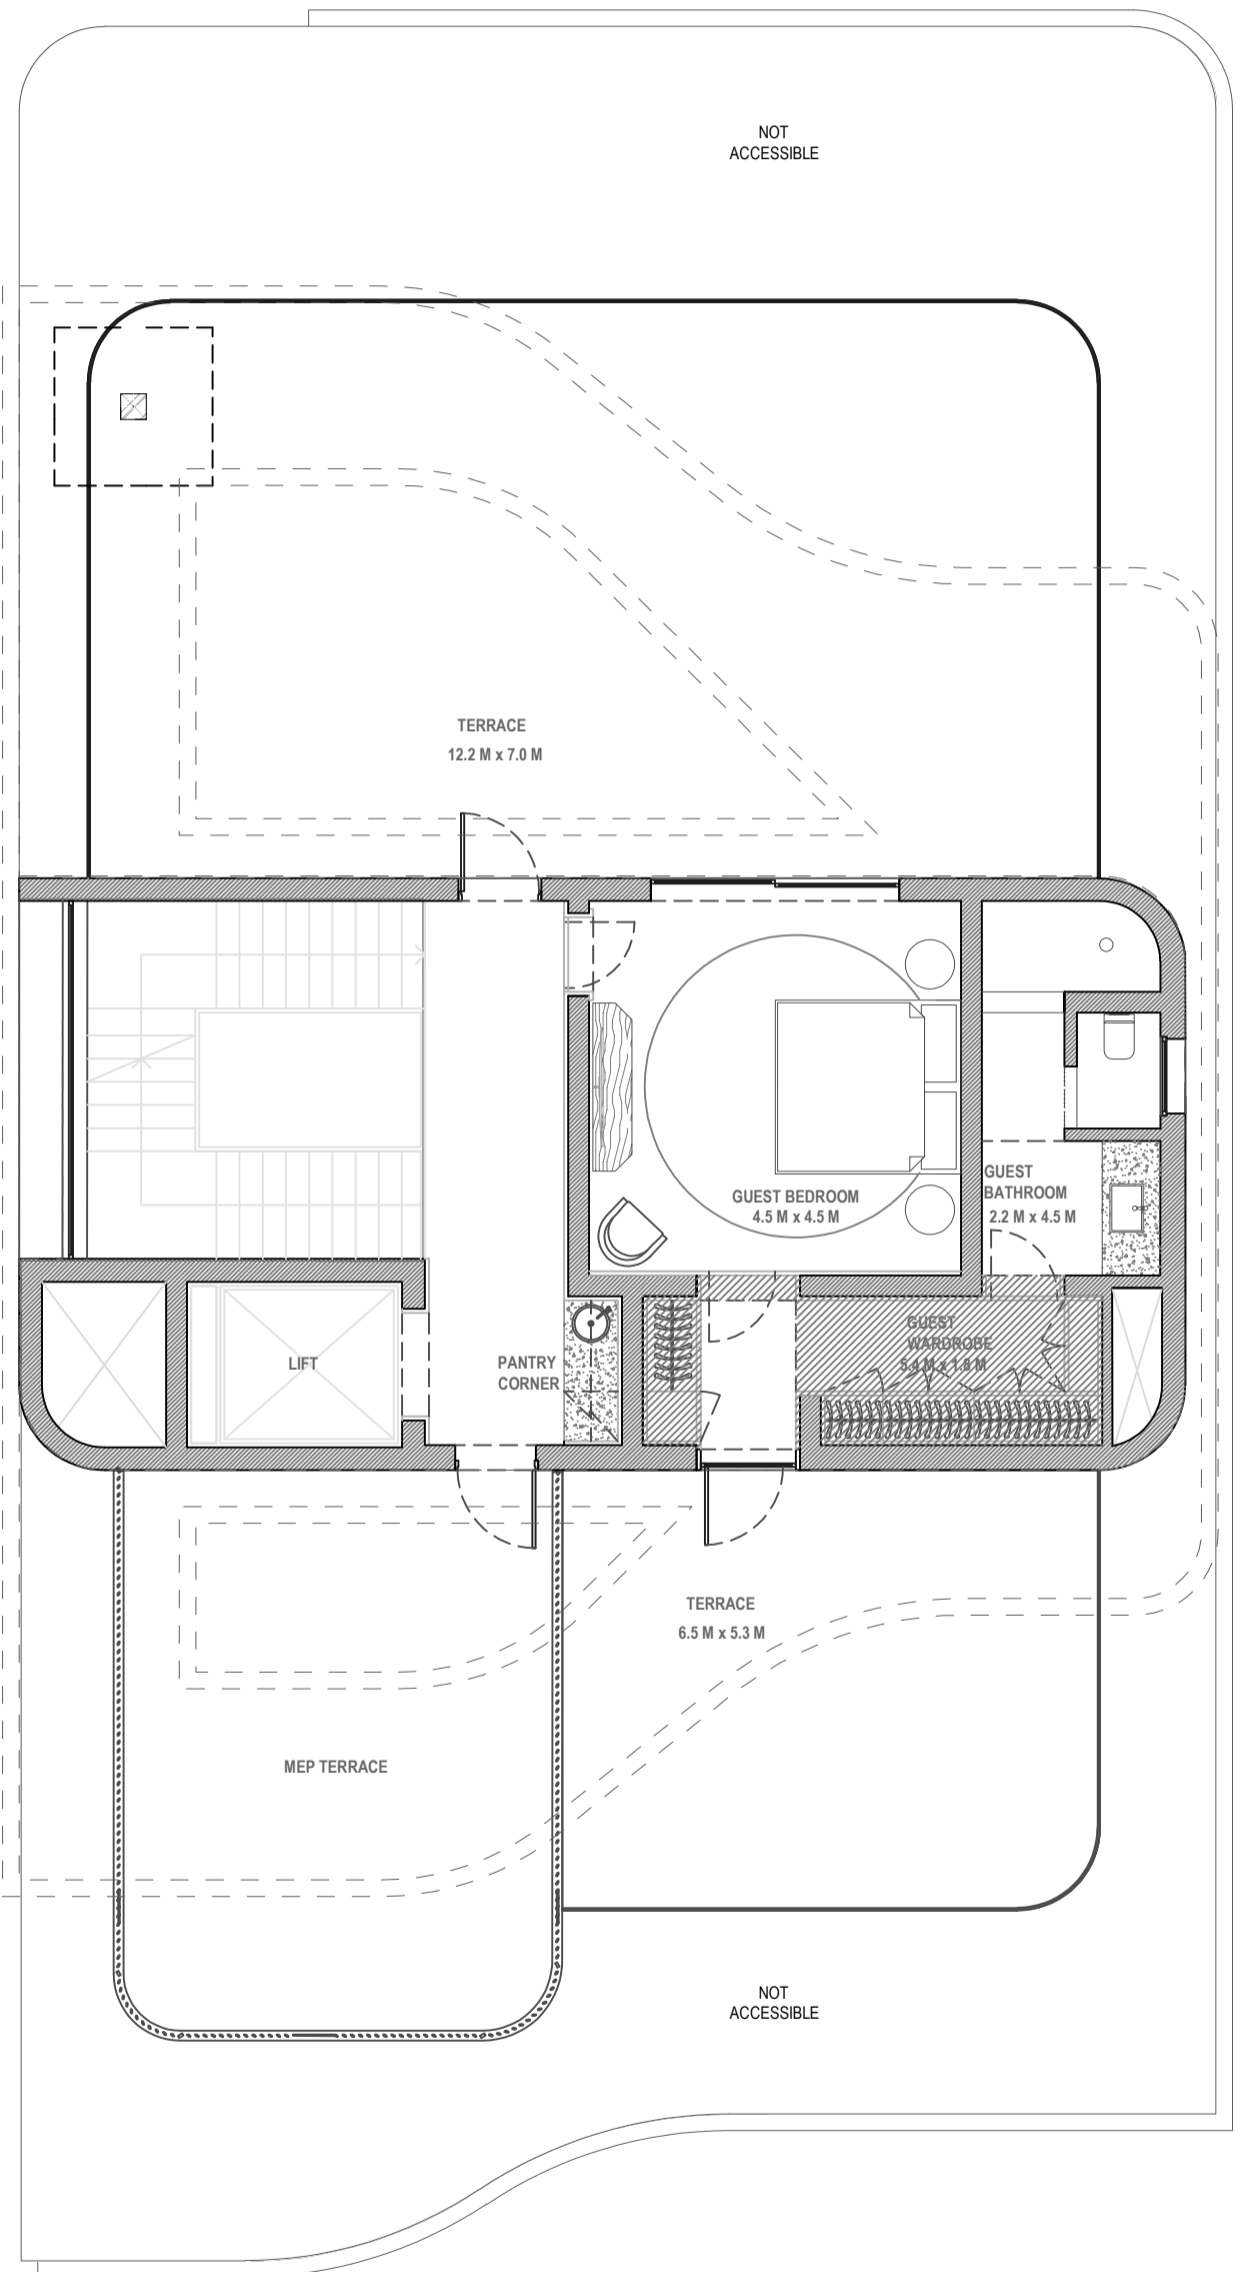 NOT
ACCESSIBLE
TERRACE
12.2 M x 7.0 M
GUEST BEDROOM
4.5 M x 4.5 M
GUEST
BATHROOM
2.2 M x 4.5 M
LIFT
PANTRY
CORNER
GUEST
WARDROBE
5.4 M x 1.8 M
TERRACE
6.5 M x 5.3 M
MEP TERRACE
NOT
ACCESSIBLE